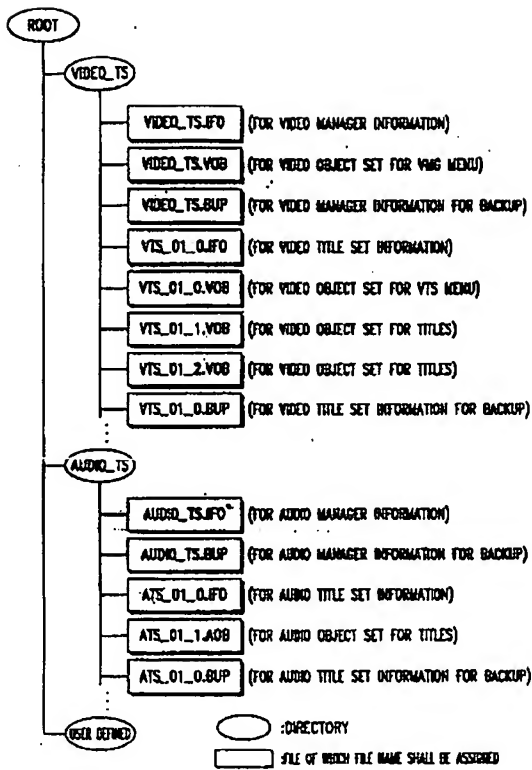 ROOT
VIDEO_TS
VIDEO_TS.IFO (FOR VIDEO MANAGER INFORMATION)
VIDEO_TS.VOB (FOR VIDEO OBJECT SET FOR VMG MENU)
VIDEO_TS.BUP (FOR VIDEO MANAGER INFORMATION FOR BACKUP)
VTS_01_0.IFO (FOR VIDEO TITLE SET INFORMATION)
VTS_01_0.VOB (FOR VIDEO OBJECT SET FOR VTS MENU)
VTS_01_1.VOB (FOR VIDEO OBJECT SET FOR TITLES)
VTS_01_2.VOB (FOR VIDEO OBJECT SET FOR TITLES)
VTS_01_0.BUP (FOR VIDEO TITLE SET INFORMATION FOR BACKUP)
AUDIO_TS
AUDIO_TS.IFO (FOR AUDIO MANAGER INFORMATION)
AUDIO_TS.BUP (FOR AUDIO MANAGER INFORMATION FOR BACKUP)
ATS_01_0.IFO (FOR AUDIO TITLE SET INFORMATION)
ATS_01_1.AOB (FOR AUDIO OBJECT SET FOR TITLES)
ATS_01_0.BUP (FOR AUDIO TITLE SET INFORMATION FOR BACKUP)
USER DEFINED
:DIRECTORY
:FILE OF WHICH FILE NAME SHALL BE ASSIGNED